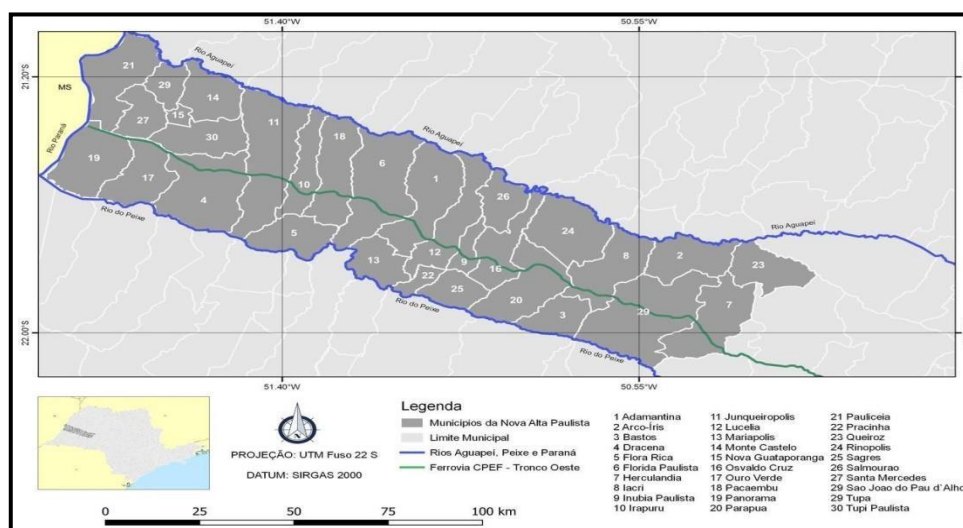 51.40°W
50.55°W
21.20°S
21.20°S
22.00°S
22.00°S
51.40°W
50.55°W
MS
Rio Paraná
Rio Aguapeí
Rio Aguapeí
Rio Aguapeí
Rio do Peixe
Rio do Peixe
Rio do Peixe
21
29
14
15
27
30
11
18
6
1
26
19
17
4
10
5
24
13
12
9
16
22
25
20
8
2
23
3
29
7
PROJEÇÃO: UTM Fuso 22 S
DATUM: SIRGAS 2000
Legenda
Municipios da Nova Alta Paulista
Limite Municipal
Rios Aguapeí, Peixe e Paraná
Ferrovia CPEF - Tronco Oeste
1 Adamantina
2 Arco-Íris
3 Bastos
4 Dracena
5 Flora Rica
6 Florida Paulista
7 Herculandia
8 Iacri
9 Inubia Paulista
10 Irapuru
11 Junqueiropolis
12 Lucelia
13 Mariapolis
14 Monte Castelo
15 Nova Guataporanga
16 Osvaldo Cruz
17 Ouro Verde
18 Pacaembu
19 Panorama
20 Parapua
21 Pauliceia
22 Pracinha
23 Queiroz
24 Rinopolis
25 Sagres
26 Salmourao
27 Santa Mercedes
29 Sao Joao do Pau d'Alho
29 Tupa
30 Tupi Paulista
0 25 50 75 100 km